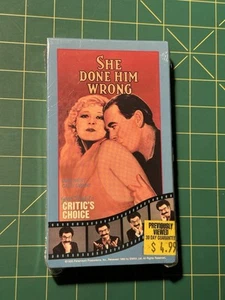 SHE
DONE HIM
WRONG
CRITIC'S
CHOICE
PREVIOUSLY
VIEWED
$ 4.99